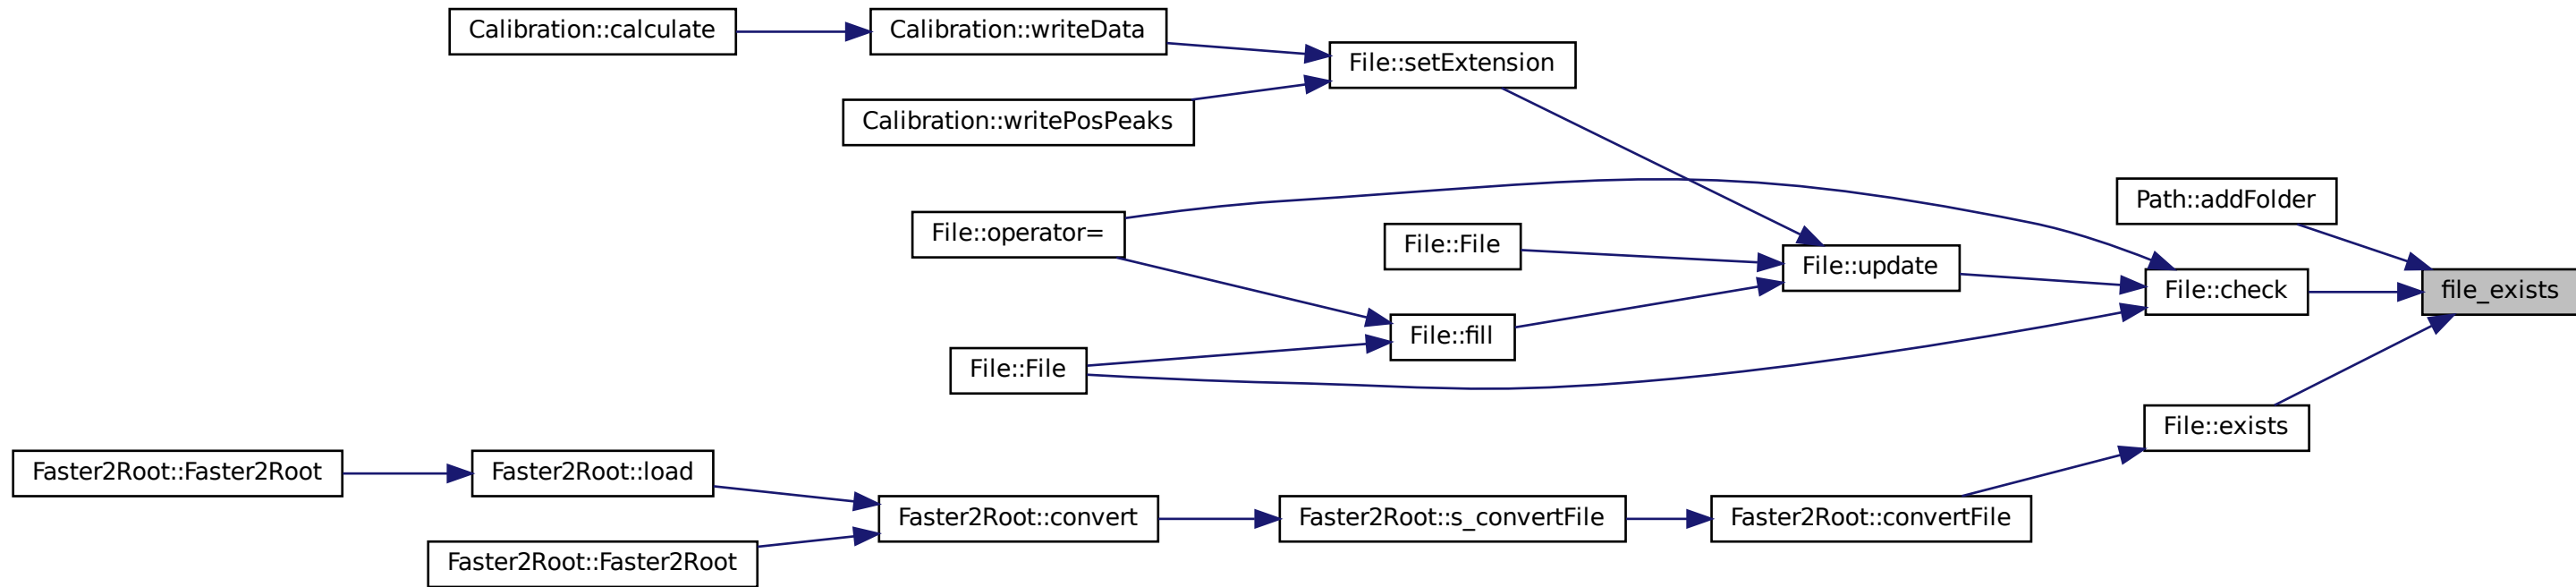 Calibration::calculate
Calibration::writeData
File::setExtension
Calibration::writePosPeaks
Path::addFolder
File::operator=
File::File
File::update
File::check
file_exists
File::fill
File::File
File::exists
Faster2Root::Faster2Root
Faster2Root::load
Faster2Root::convert
Faster2Root::s_convertFile
Faster2Root::convertFile
Faster2Root::Faster2Root